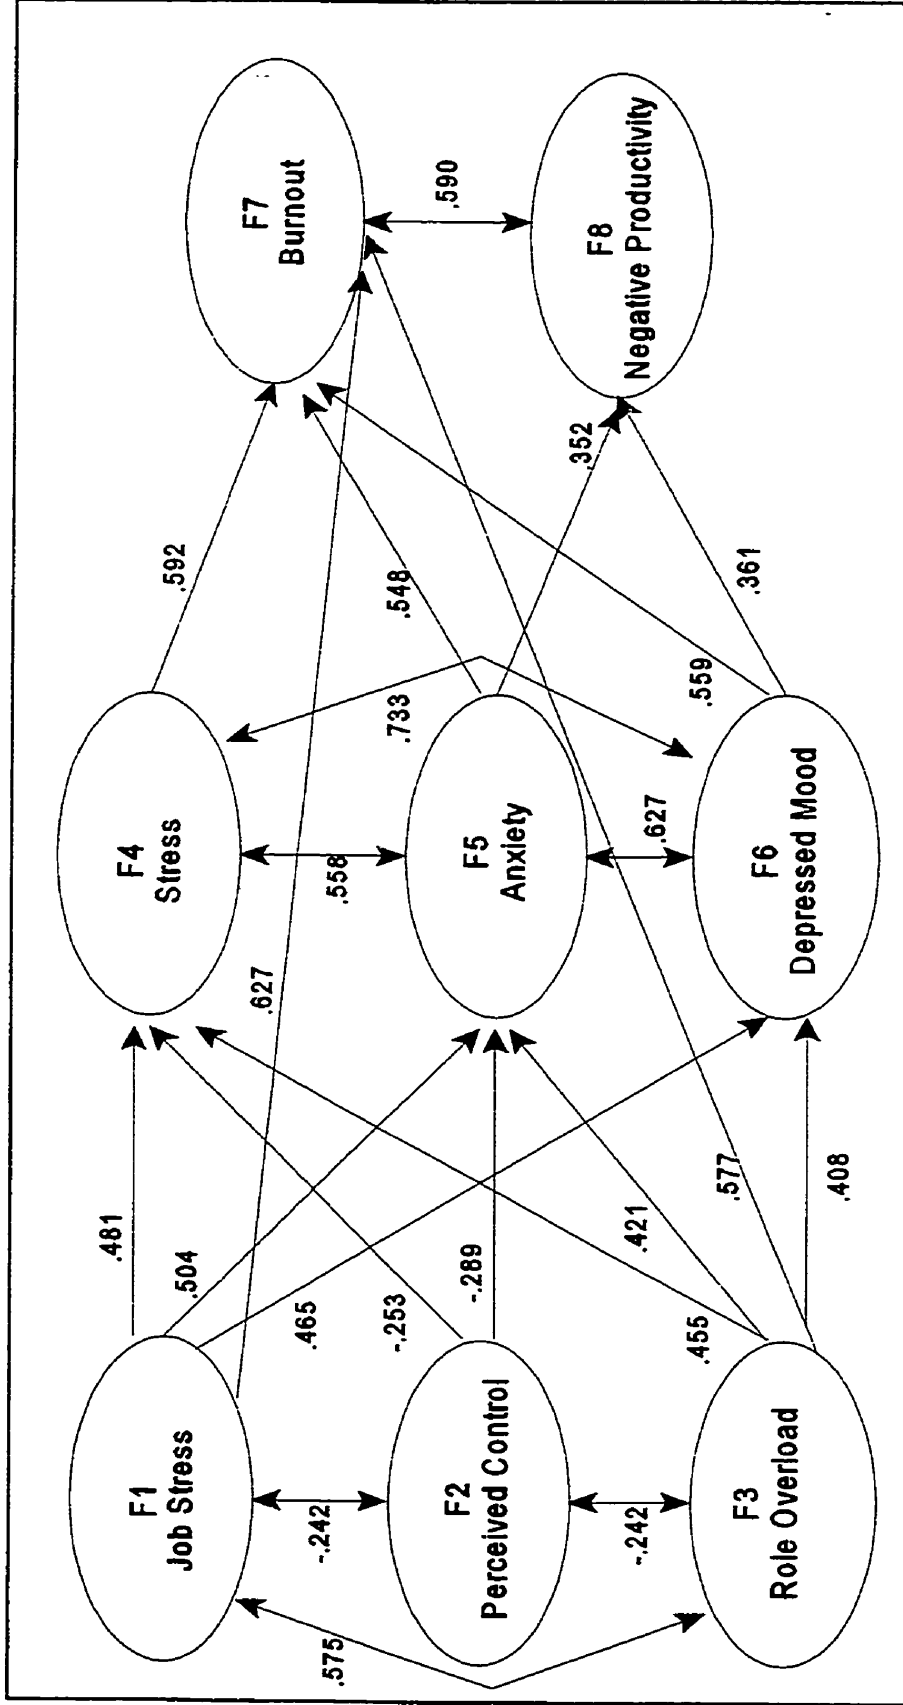 F1
Job Stress
F2
Perceived Control
F3
Role Overload
F4
Stress
F5
Anxiety
F6
Depressed Mood
F7
Burnout
F8
Negative Productivity
.575
-.242
-.242
.481
.504
.465
-.253
-.289
.455
.421
.577
.408
.627
.558
.627
.733
.592
.548
.559
.352
.361
.590